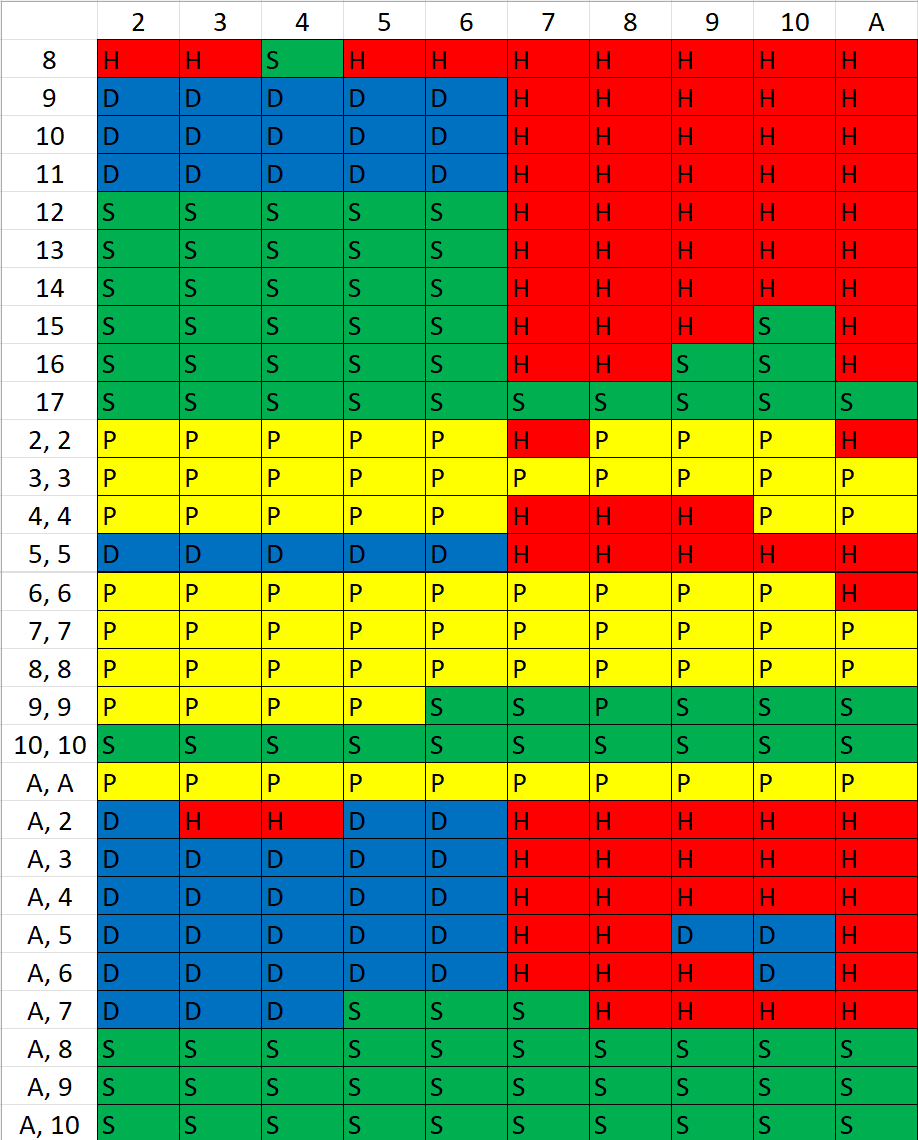 2 3 4 5 6 7 8 9 10 A
8 H H S H H H H H H H
9 D D D D D H H H H H
10 D D D D D H H H H H
11 D D D D D H H H H H
12 S S S S S H H H H H
13 S S S S S H H H H H
14 S S S S S H H H H H
15 S S S S S H H H S H
16 S S S S S H H S S H
17 S S S S S S S S S S
2, 2 P P P P P H P P P H
3, 3 P P P P P P P P P P
4, 4 P P P P P H H H P P
5, 5 D D D D D H H H H H
6, 6 P P P P P P P P P H
7, 7 P P P P P P P P P P
8, 8 P P P P P P P P P P
9, 9 P P P P S S P S S S
10, 10 S S S S S S S S S S
A, A P P P P P P P P P P
A, 2 D H H D D H H H H H
A, 3 D D D D D H H H H H
A, 4 D D D D D H H H H H
A, 5 D D D D D H H D D H
A, 6 D D D D D H H H D H
A, 7 D D D S S S H H H H
A, 8 S S S S S S S S S S
A, 9 S S S S S S S S S S
A, 10 S S S S S S S S S S